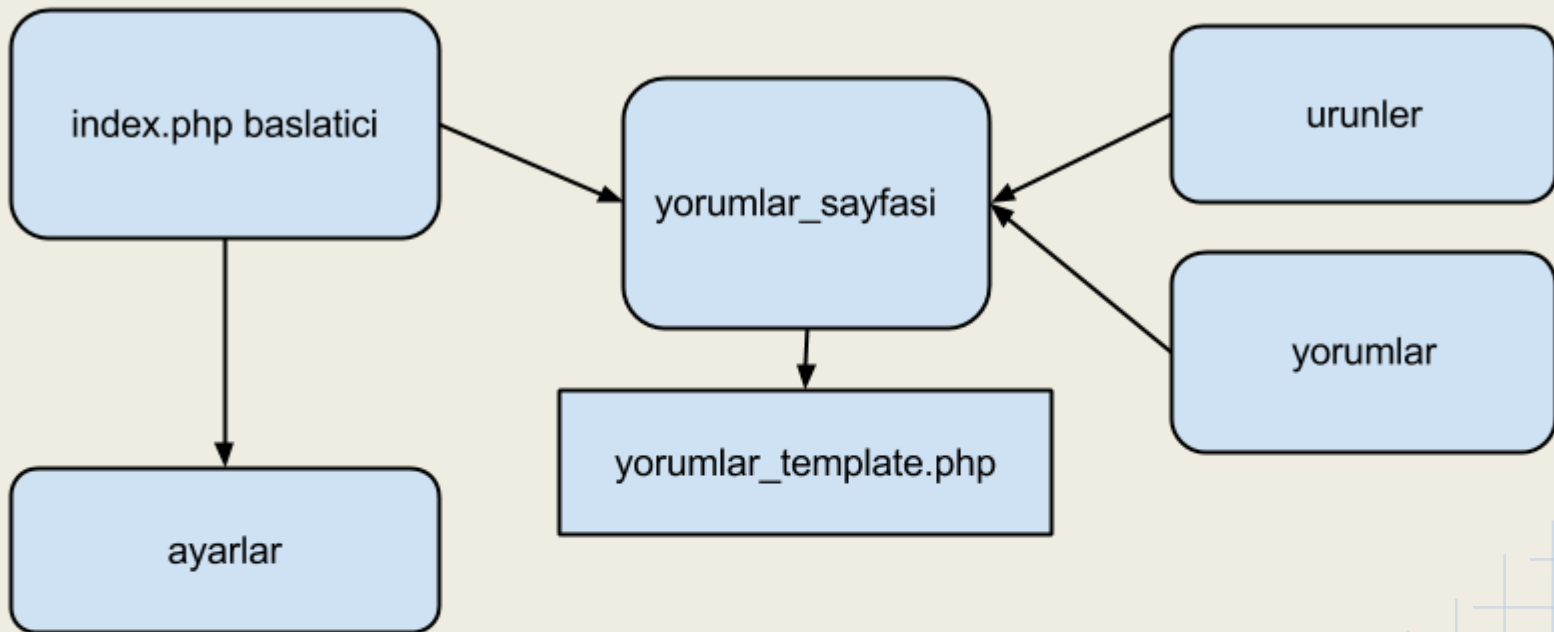 index.php baslatici
yorumlar_sayfasi
urunler
yorumlar
yorumlar_template.php
ayarlar